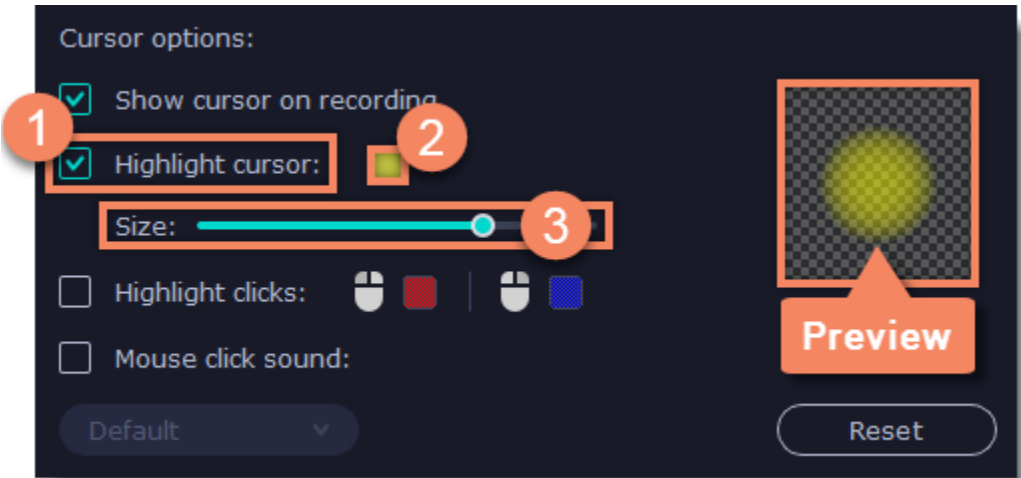 Cursor options:
Show cursor on recording
1
2
Highlight cursor:
Size:
3
Highlight clicks:
Mouse click sound:
Preview
Default
Reset